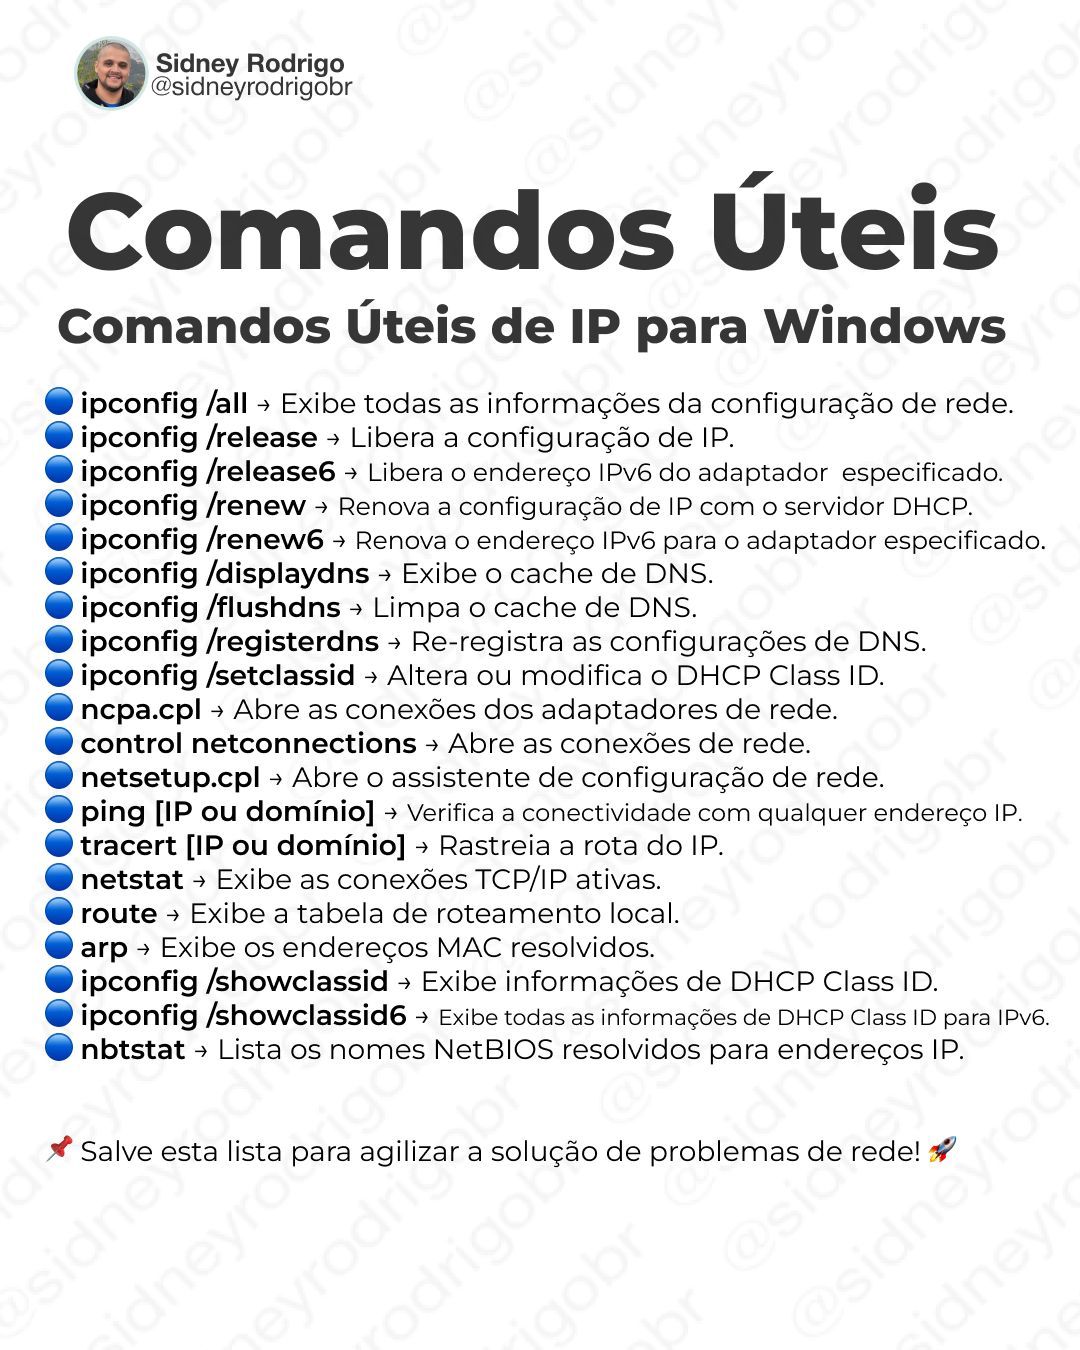 Sidney Rodrigo
@sidneyrodrigobr
Comandos Úteis
Comandos Úteis de IP para Windows
🔵 ipconfig /all → Exibe todas as informações da configuração de rede.
🔵 ipconfig /release → Libera a configuração de IP.
🔵 ipconfig /release6 → Libera o endereço IPv6 do adaptador  especificado.
🔵 ipconfig /renew → Renova a configuração de IP com o servidor DHCP.
🔵 ipconfig /renew6 → Renova o endereço IPv6 para o adaptador especificado.
🔵 ipconfig /displaydns → Exibe o cache de DNS.
🔵 ipconfig /flushdns → Limpa o cache de DNS.
🔵 ipconfig /registerdns → Re-registra as configurações de DNS.
🔵 ipconfig /setclassid → Altera ou modifica o DHCP Class ID.
🔵 ncpa.cpl → Abre as conexões dos adaptadores de rede.
🔵 control netconnections → Abre as conexões de rede.
🔵 netsetup.cpl → Abre o assistente de configuração de rede.
🔵 ping [IP ou domínio] → Verifica a conectividade com qualquer endereço IP.
🔵 tracert [IP ou domínio] → Rastreia a rota do IP.
🔵 netstat → Exibe as conexões TCP/IP ativas.
🔵 route → Exibe a tabela de roteamento local.
🔵 arp → Exibe os endereços MAC resolvidos.
🔵 ipconfig /showclassid → Exibe informações de DHCP Class ID.
🔵 ipconfig /showclassid6 → Exibe todas as informações de DHCP Class ID para IPv6.
🔵 nbtstat → Lista os nomes NetBIOS resolvidos para endereços IP.
📌 Salve esta lista para agilizar a solução de problemas de rede! 🚀